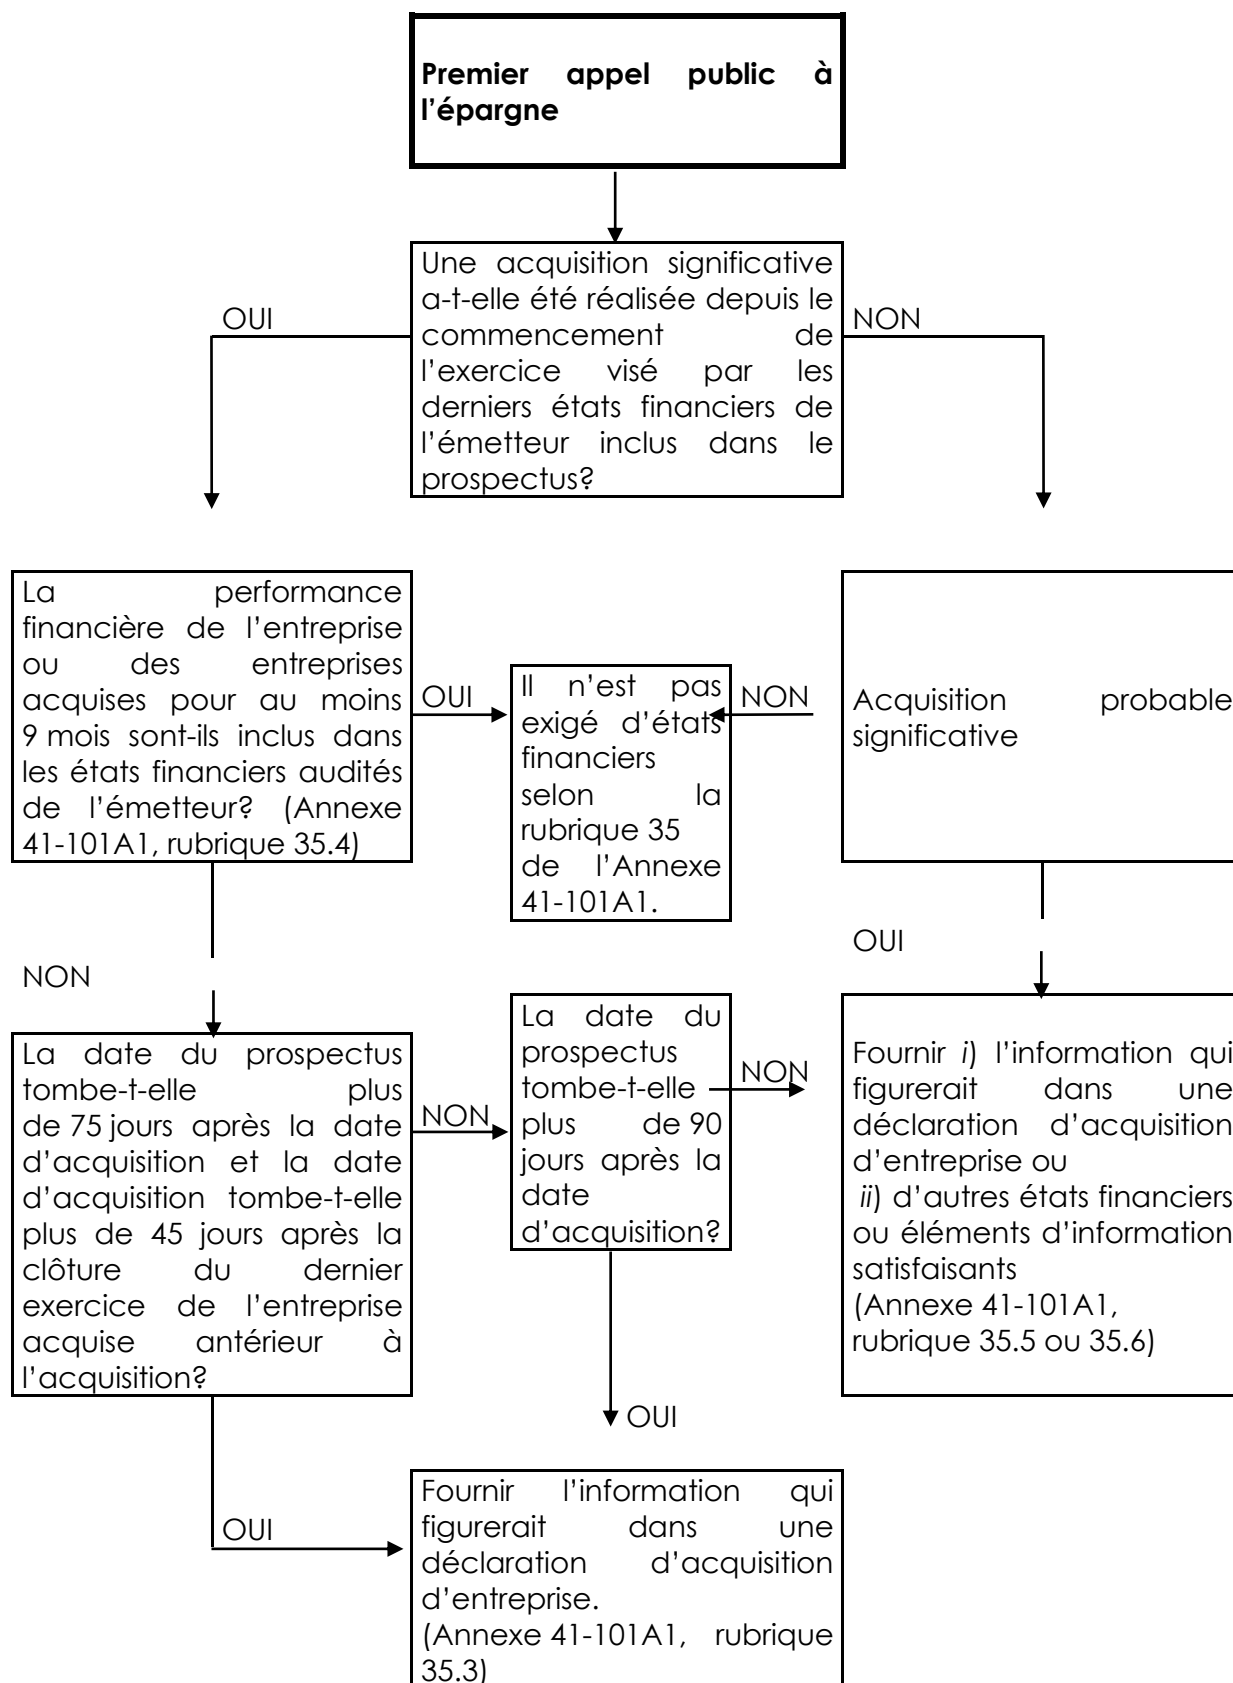 Premier appel public à
l’épargne
Une acquisition significative
a-t-elle été réalisée depuis le
commencement de
l’exercice visé par les
derniers états financiers de
l’émetteur inclus dans le
prospectus?
OUI
NON
La performance
financière de l’entreprise
ou des entreprises
acquises pour au moins
9 mois sont-ils inclus dans
les états financiers audités
de l’émetteur? (Annexe
41-101A1, rubrique 35.4)
OUI
Il n’est pas
exigé d’états
financiers
selon la
rubrique 35
de l’Annexe
41-101A1.
NON
Acquisition probable
significative
NON
OUI
La date du prospectus
tombe-t-elle plus
de 75 jours après la date
d’acquisition et la date
d’acquisition tombe-t-elle
plus de 45 jours après la
clôture du dernier
exercice de l’entreprise
acquise antérieur à
l’acquisition?
NON
La date du
prospectus
tombe-t-elle
plus de 90
jours après la
date
d’acquisition?
NON
Fournir i) l’information qui
figurerait dans une
déclaration d’acquisition
d’entreprise ou
ii) d’autres états financiers
ou éléments d’information
satisfaisants
(Annexe 41-101A1,
rubrique 35.5 ou 35.6)
OUI
OUI
Fournir l’information qui
figurerait dans une
déclaration d’acquisition
d’entreprise.
(Annexe 41-101A1, rubrique
35.3)